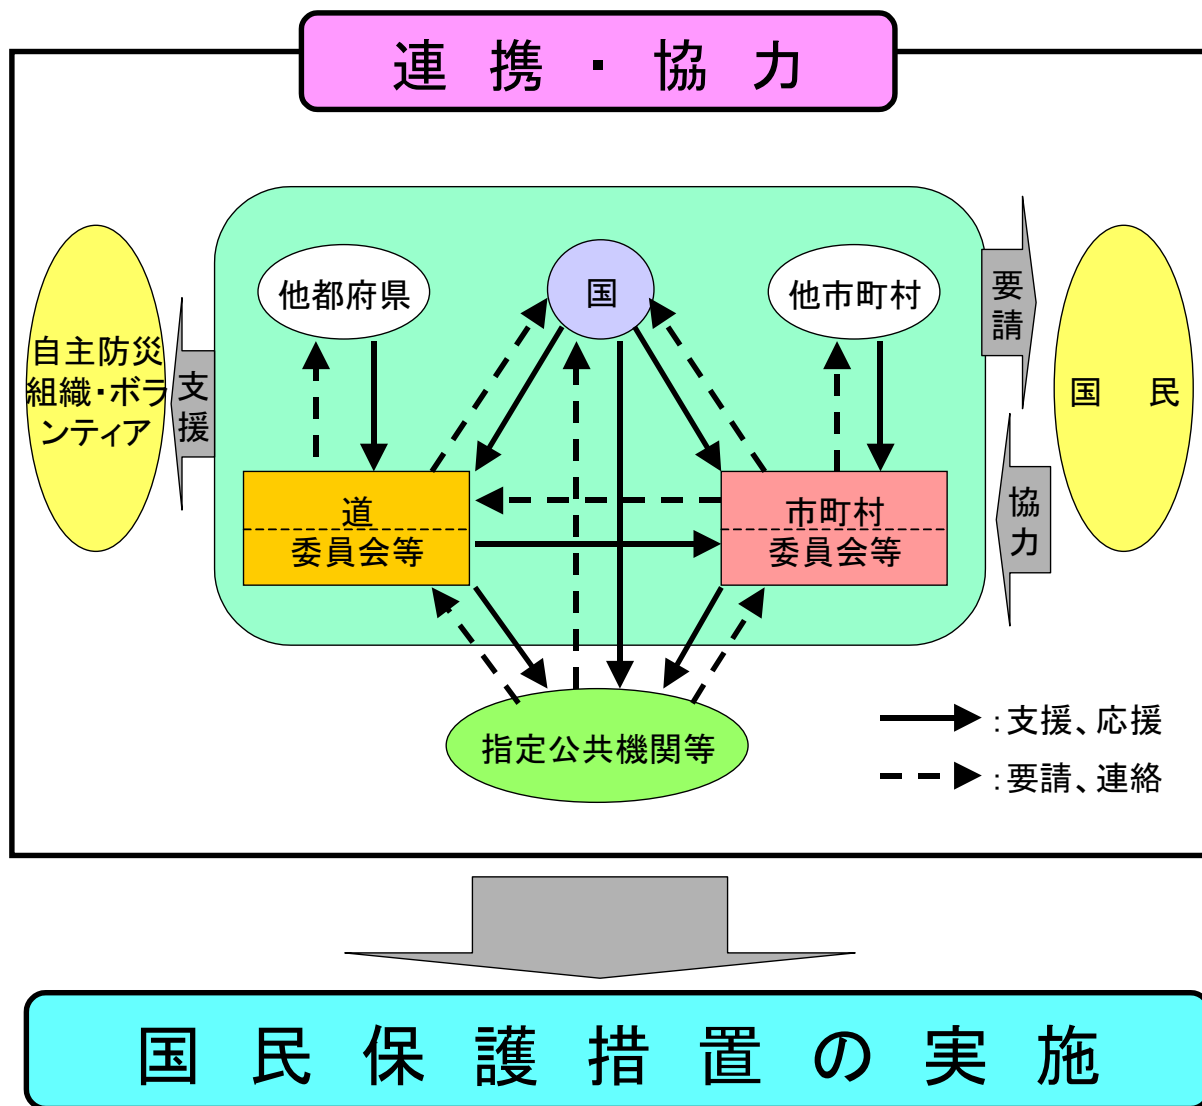 連携・協力
他都府県
国
他市町村
要
請
自主防災
組織・ボラ
ンティア
支
援
国　民
道
委員会等
市町村
委員会等
協
力
指定公共機関等
：支援、応援
：要請、連絡
国民保護措置の実施